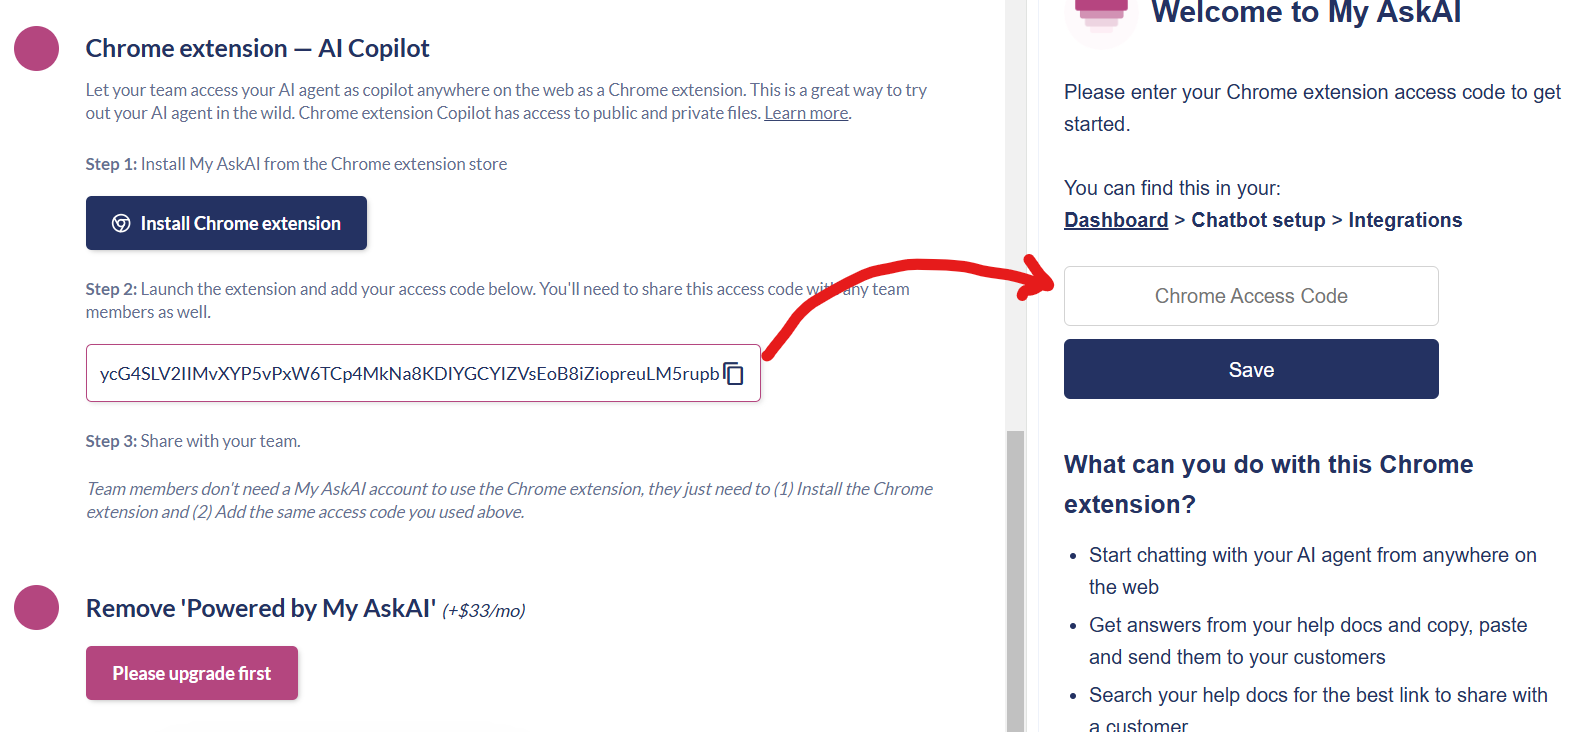 Chrome extension — AI Copilot
Let your team access your AI agent as copilot anywhere on the web as a Chrome extension. This is a great way to try
out your AI agent in the wild. Chrome extension Copilot has access to public and private files. Learn more.
Step 1: Install My AskAI from the Chrome extension store
Install Chrome extension
Step 2: Launch the extension and add your access code below. You'll need to share this access code with any team
members as well.
ycG4SLV2IIMvXYP5vPxW6TCp4MkNa8KDIYGCYIZVsEoB8iZiopreuLM5rupb
Step 3: Share with your team.
Team members don't need a My AskAI account to use the Chrome extension, they just need to (1) Install the Chrome
extension and (2) Add the same access code you used above.
Remove 'Powered by My AskAI' (+$33/mo)
Please upgrade first
Welcome to My AskAI
Please enter your Chrome extension access code to get
started.
You can find this in your:
Dashboard > Chatbot setup > Integrations
Chrome Access Code
Save
What can you do with this Chrome
extension?
• Start chatting with your AI agent from anywhere on
the web
• Get answers from your help docs and copy, paste
and send them to your customers
• Search your help docs for the best link to share with
a customer